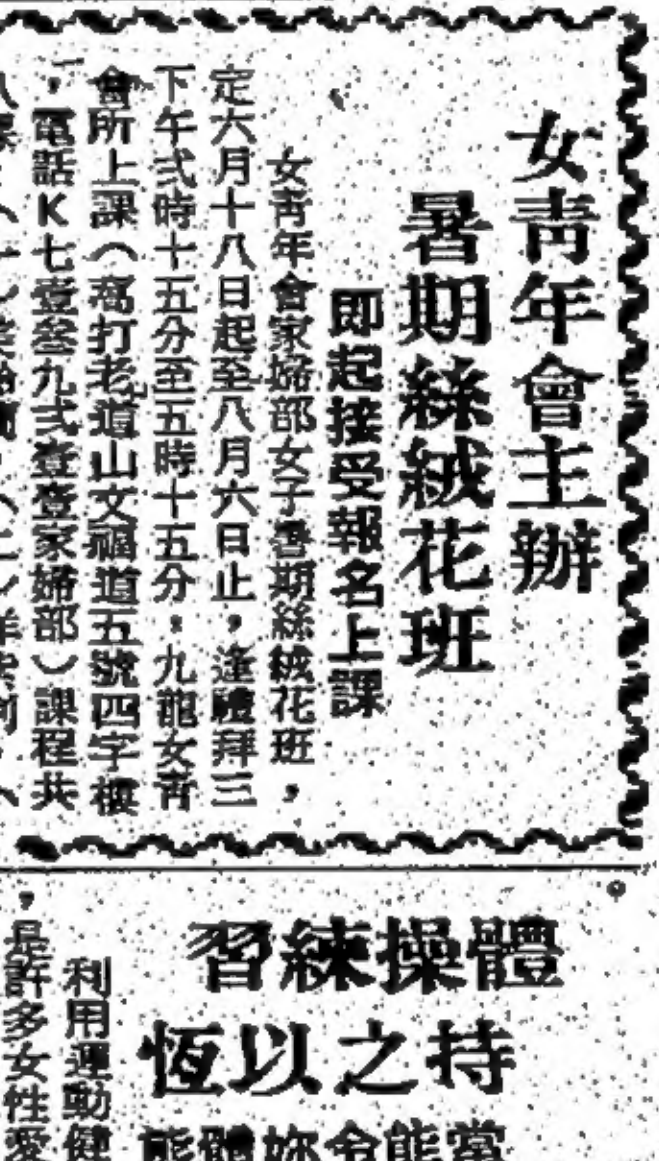 女青年會主辦
暑期絲絨花班
即起接受報名上課
女青年會家婦部女子暑期絲絨花班，
定六月十八日起至八月六日止，逢禮拜三
下午弍時十五分至五時十五分，九龍女青
會所上課（窩打老道山文福道五號四字樓
，電話K七壹叁九弍壹壹家婦部）課程共
體操練習
持之以恆
當能令妳體態
利用運動健
，是許多女性愛